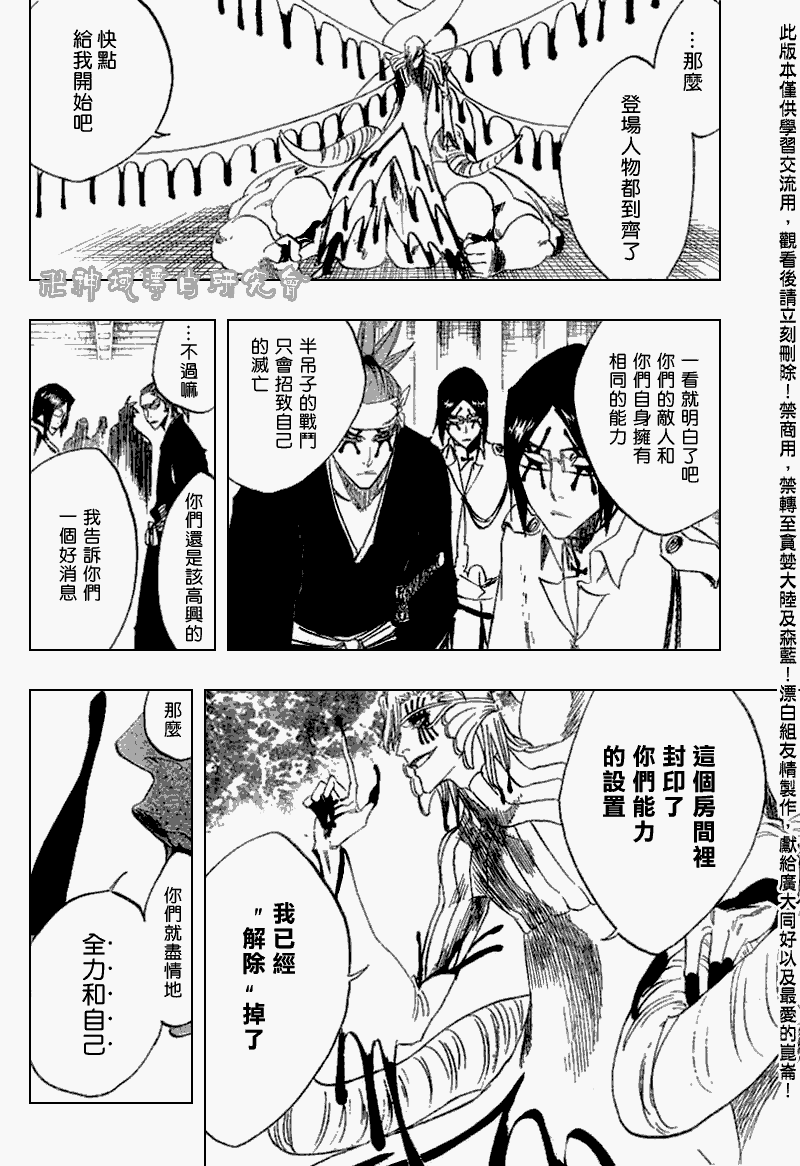 …那麼
登場人物都到齊了
快點
給我開始吧
卍神域漂白研究會
一看就明白了吧
你們的敵人和
你們自身擁有
相同的能力
半吊子的戰鬥
只會招致自己
的滅亡
…不過嘛
你們還是該高興的
我告訴你們
一個好消息
這個房間裡
封印了
你們能力
的設置
我已經
〞解除〝掉了
那麼
你們就盡情地
全力和自己
此版本僅供學習交流用，觀看後請立刻刪除！禁商用，禁轉至貪婪大陸及森藍！漂白組友情製作，獻給廣大同好以及最愛的崑崙！